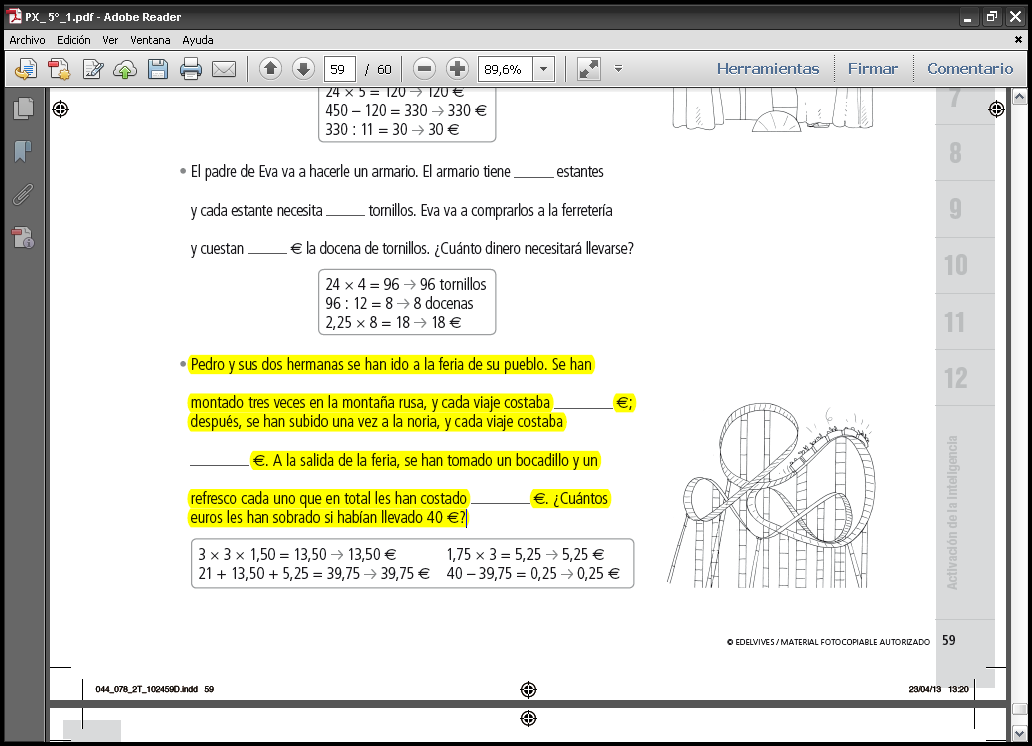 PX_ 5º_1.pdf - Adobe Reader
Archivo Edición Ver Ventana Ayuda
59 / 60 89,6% Herramientas Firmar Comentario
24 × 5 = 120 → 120 €
450 – 120 = 330 → 330 €
330 : 11 = 30 → 30 €
• El padre de Eva va a hacerle un armario. El armario tiene _____ estantes
y cada estante necesita _____ tornillos. Eva va a comprarlos a la ferretería
y cuestan _____ € la docena de tornillos. ¿Cuánto dinero necesitará llevarse?
24 × 4 = 96 → 96 tornillos
96 : 12 = 8 → 8 docenas
2,25 × 8 = 18 → 18 €
• Pedro y sus dos hermanas se han ido a la feria de su pueblo. Se han
montado tres veces en la montaña rusa, y cada viaje costaba _______ €;
después, se han subido una vez a la noria, y cada viaje costaba
_______ €. A la salida de la feria, se han tomado un bocadillo y un
refresco cada uno que en total les han costado _______ €. ¿Cuántos
euros les han sobrado si habían llevado 40 €?
3 × 3 × 1,50 = 13,50 → 13,50 € 1,75 × 3 = 5,25 → 5,25 €
21 + 13,50 + 5,25 = 39,75 → 39,75 € 40 – 39,75 = 0,25 → 0,25 €
7
8
9
10
11
12
Activación de la Inteligencia
© EDELVIVES / MATERIAL FOTOCOPIABLE AUTORIZADO 59
044_078_2T_102459D.indd 59 23/04/13 13:20